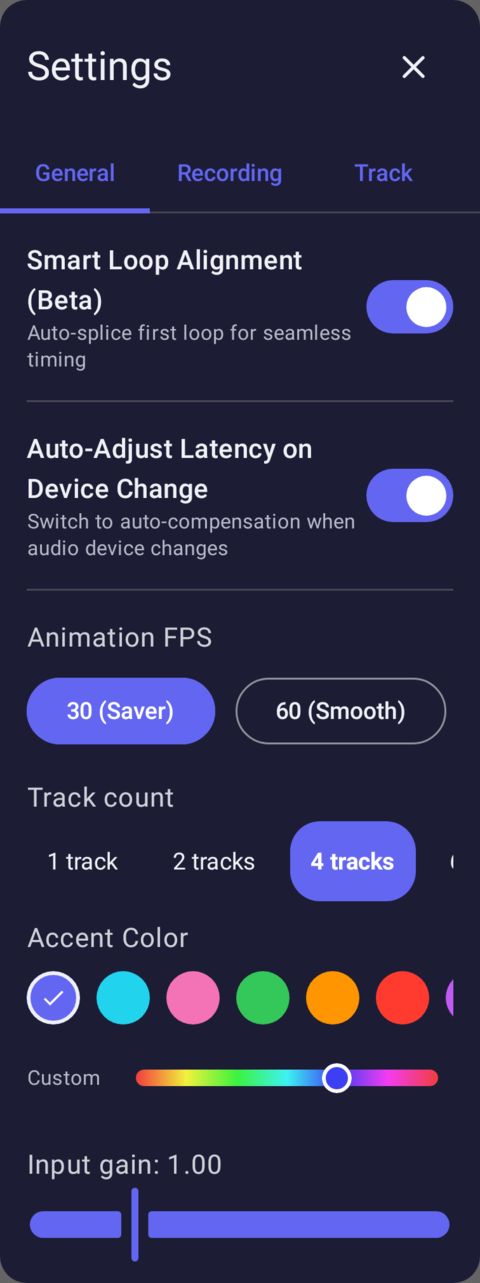 Settings
General Recording Track
Smart Loop Alignment
(Beta)
Auto-splice first loop for seamless
timing
Auto-Adjust Latency on
Device Change
Switch to auto-compensation when
audio device changes
Animation FPS
30 (Saver) 60 (Smooth)
Track count
1 track 2 tracks 4 tracks
Accent Color
Custom
Input gain: 1.00